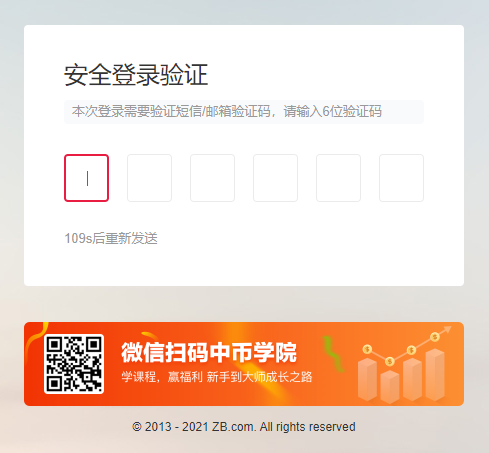 安全登录验证
本次登录需要验证短信/邮箱验证码，请输入6位验证码
109s后重新发送
微信扫码中币学院
学课程，赢福利 新手到大师成长之路
© 2013 - 2021 ZB.com. All rights reserved